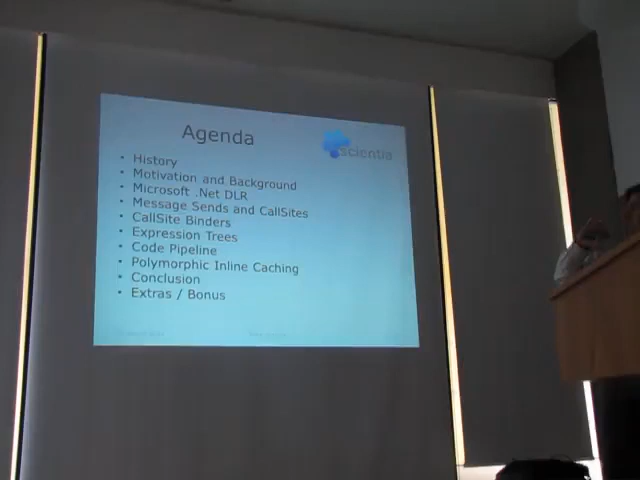 Agenda
scientia
• History
• Motivation and Background
• Microsoft .Net DLR
• Message Sends and CallSites
• CallSite Binders
• Expression Trees
• Code Pipeline
• Polymorphic Inline Caching
• Conclusion
• Extras / Bonus